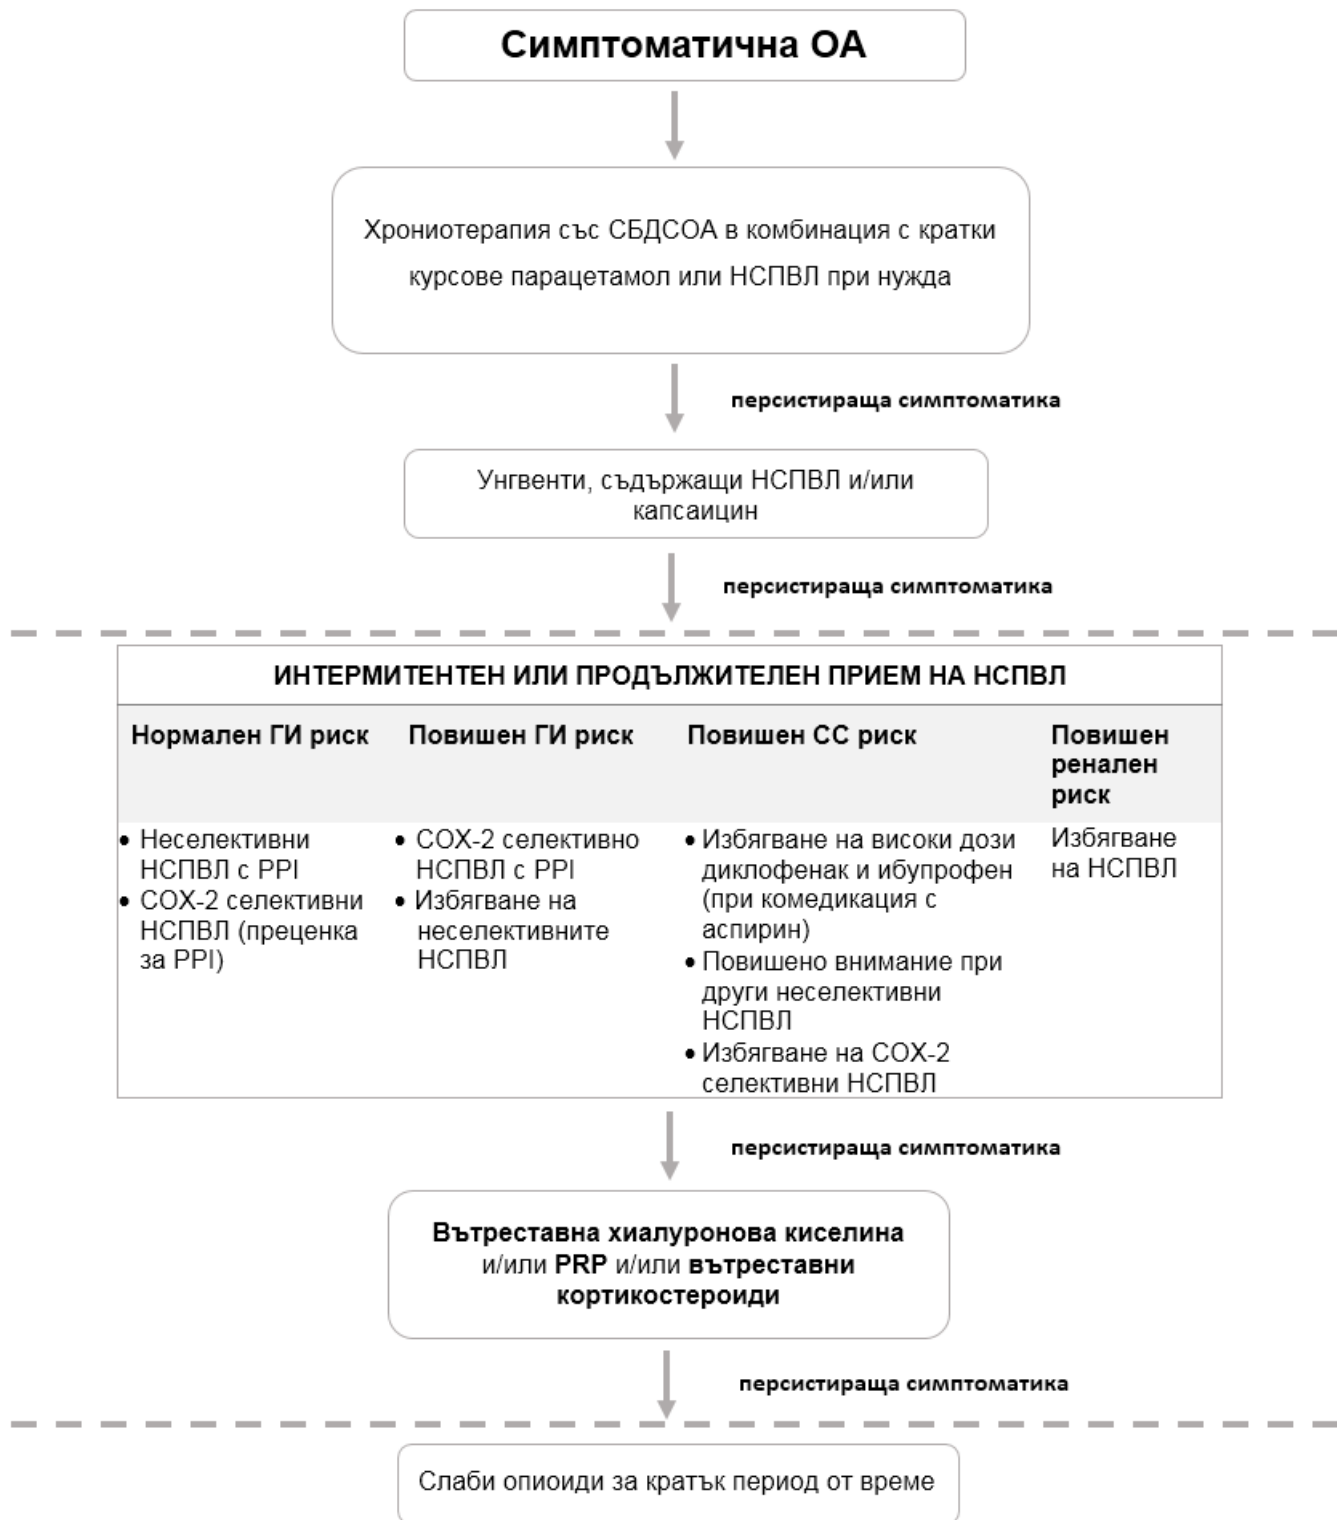 Симптоматична ОА
Хрониотерапия със СБДСОА в комбинация с кратки
курсове парацетамол или НСПВЛ при нужда
персистираща симптоматика
Унгвенти, съдържащи НСПВЛ и/или
капсаицин
персистираща симптоматика
ИНТЕРМИТЕНТЕН ИЛИ ПРОДЪЛЖИТЕЛЕН ПРИЕМ НА НСПВЛ
Нормален ГИ риск
• Неселективни
НСПВЛ с PPI
• COX-2 селективни
НСПВЛ (преценка
за PPI)
Повишен ГИ риск
• COX-2 селективно
НСПВЛ с PPI
• Избягване на
неселективните
НСПВЛ
Повишен СС риск
• Избягване на високи дози
диклофенак и ибупрофен
(при комедикация с
аспирин)
• Повишено внимание при
други неселективни
НСПВЛ
• Избягване на COX-2
селективни НСПВЛ
Повишен
ренален
риск
Избягване
на НСПВЛ
персистираща симптоматика
Вътреставна хиалуронова киселина
и/или PRP и/или вътреставни
кортикостероиди
персистираща симптоматика
Слаби опиоиди за кратък период от време